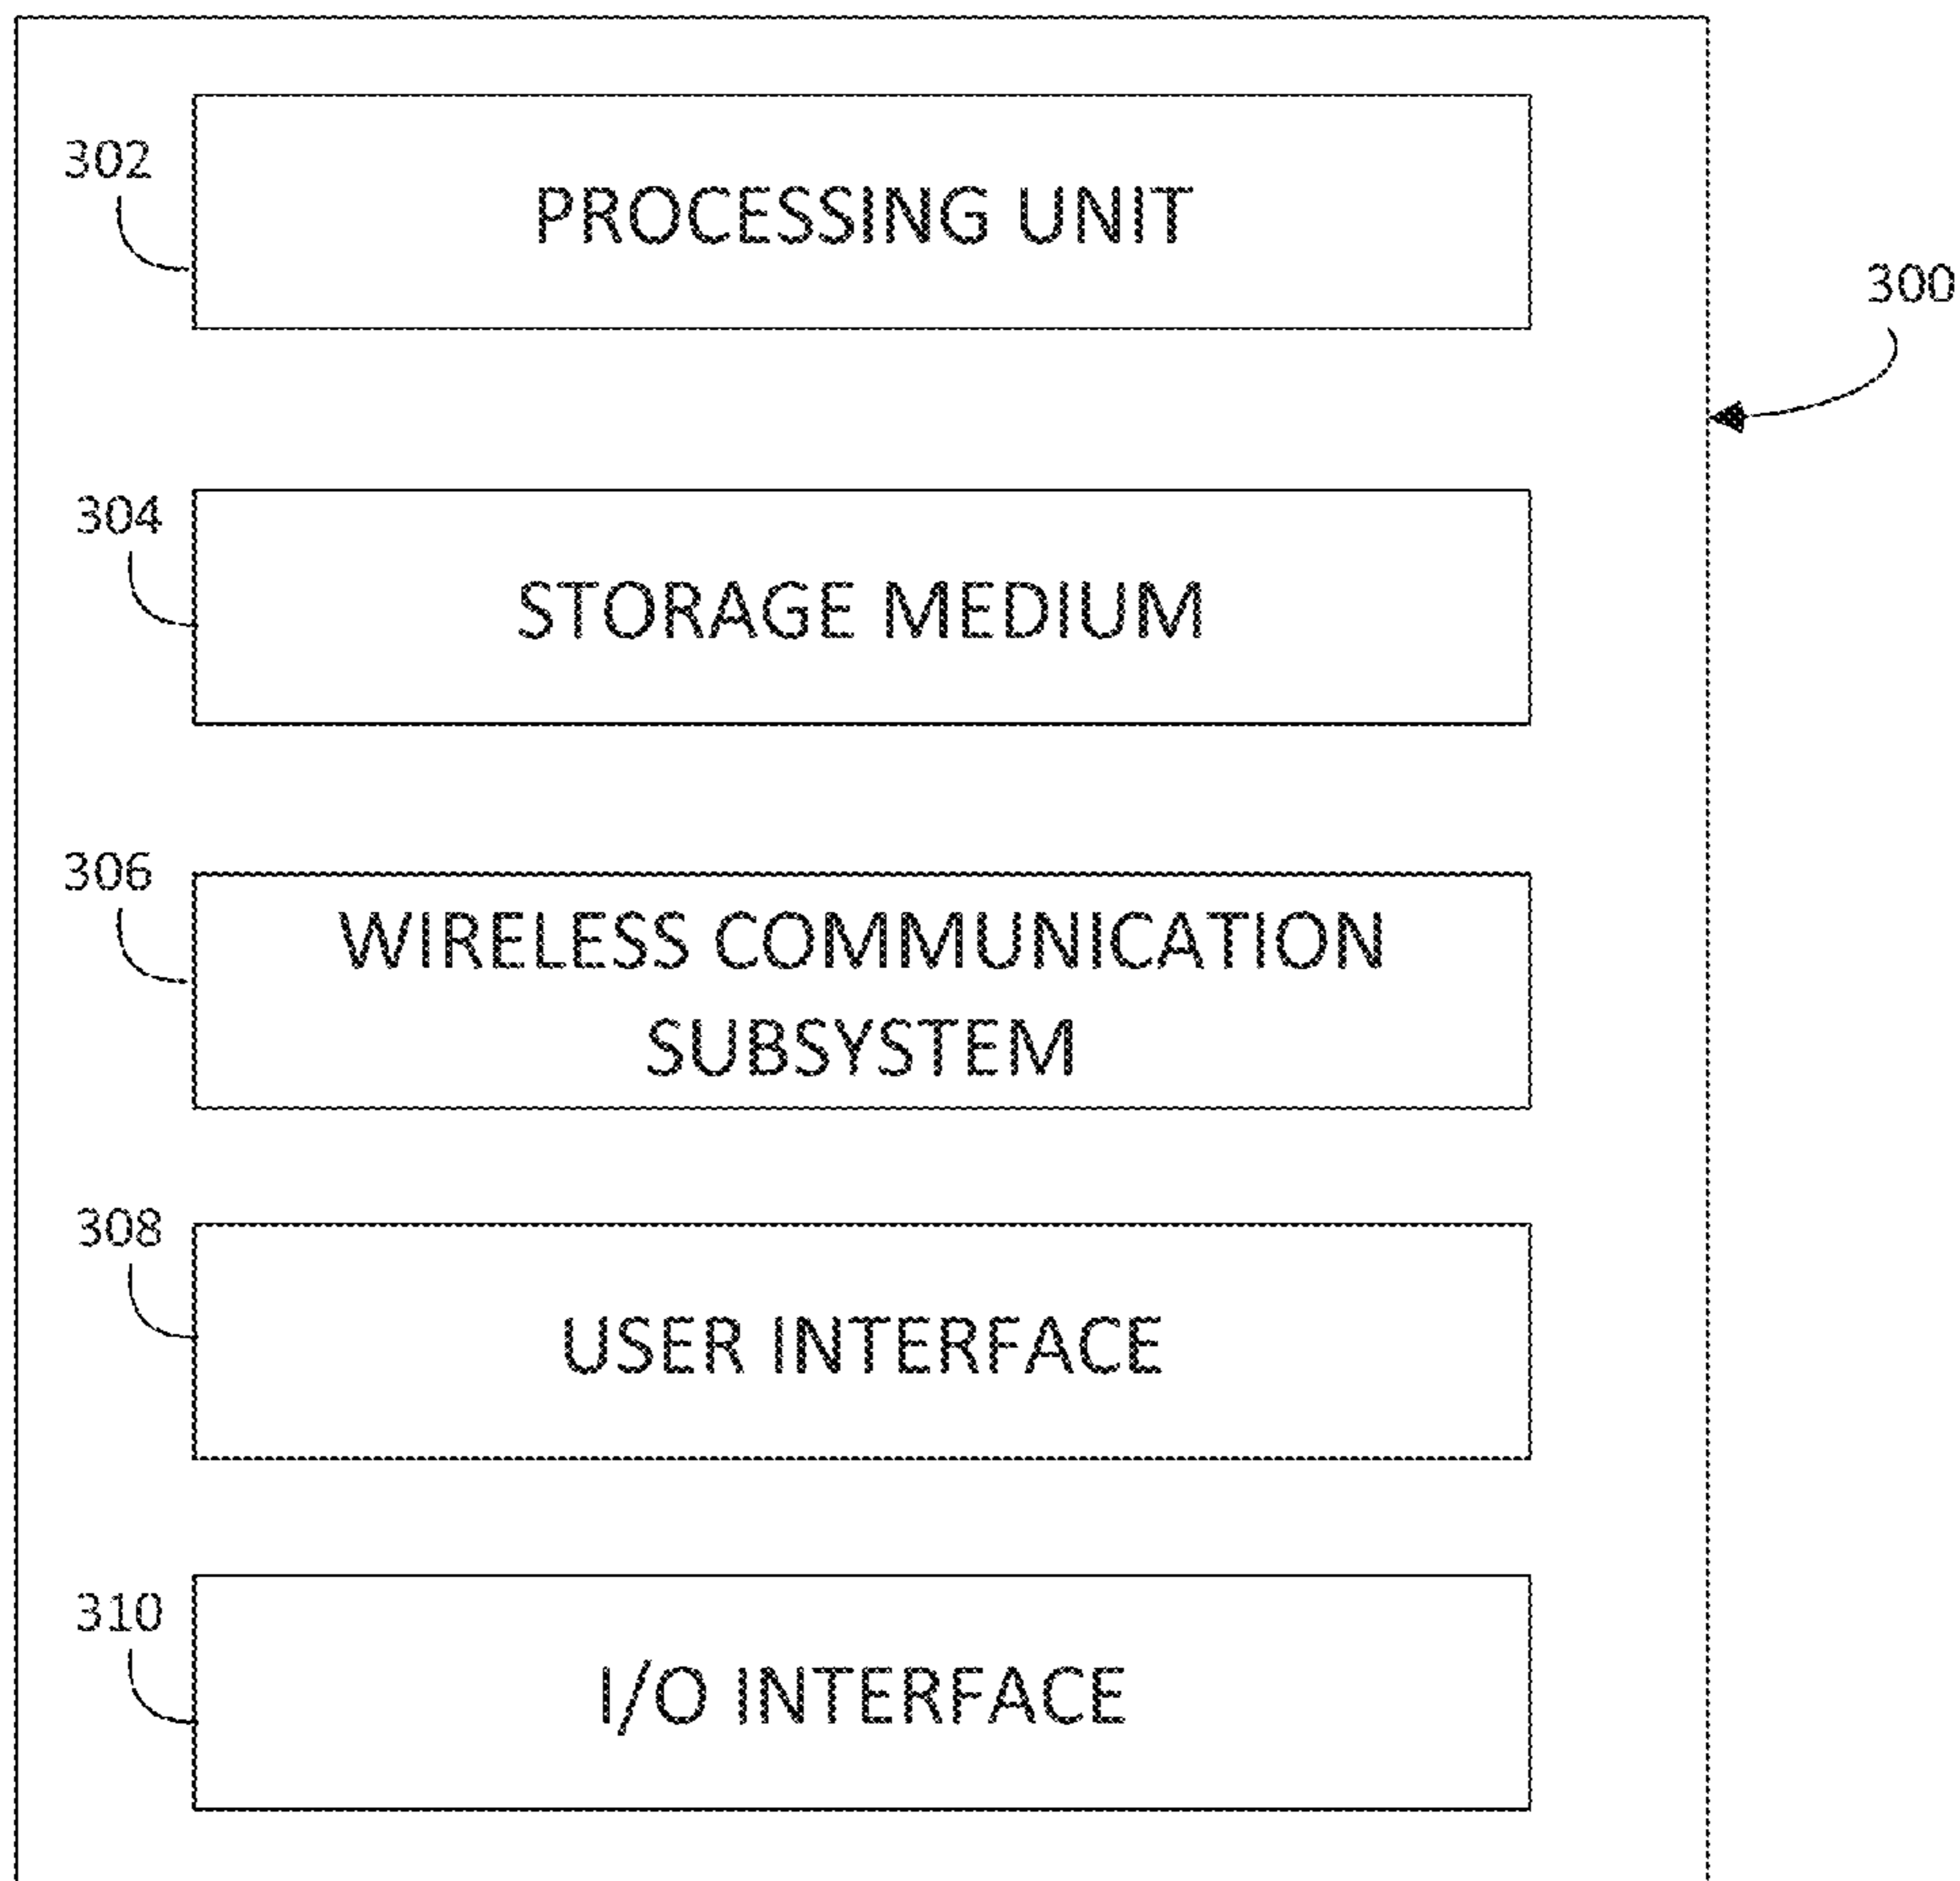 302
PROCESSING UNIT
300
304
STORAGE MEDIUM
306
WIRELESS COMMUNICATION
SUBSYSTEM
308
USER INTERFACE
310
I/O INTERFACE